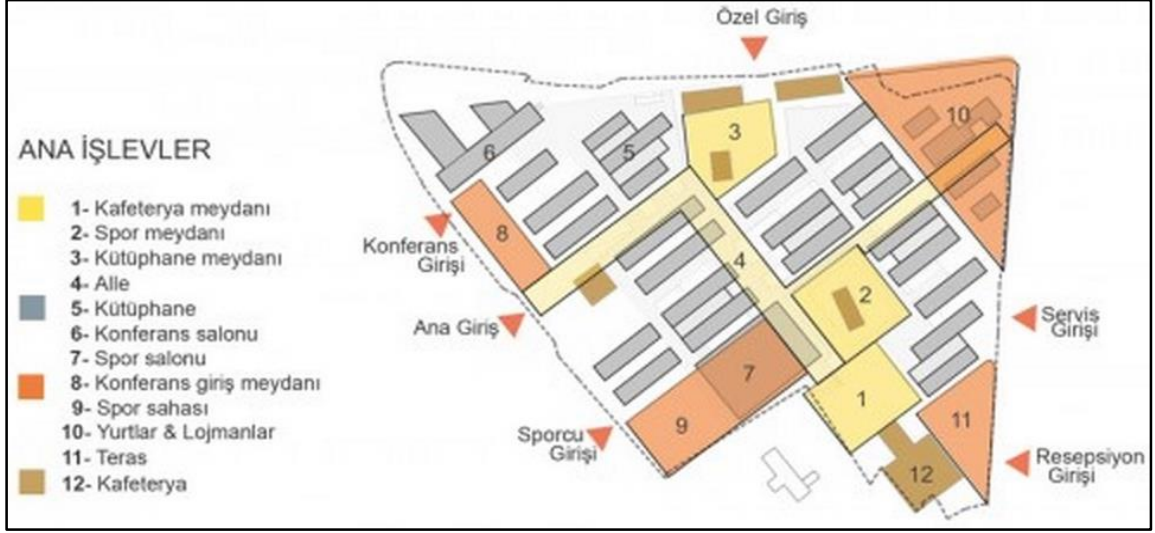 Özel Giriş
ANA İŞLEVLER
1- Kafeterya meydanı
2- Spor meydanı
3- Kütüphane meydanı
4- Alle
5- Kütüphane
6- Konferans salonu
7- Spor salonu
8- Konferans giriş meydanı
9- Spor sahası
10- Yurtlar & Lojmanlar
11- Teras
12- Kafeterya
10
3
5
6
8
Konferans
Girişi
4
2
Ana Giriş
Servis
Girişi
7
1
9
11
Sporcu
Girişi
12
Resepsiyon
Girişi